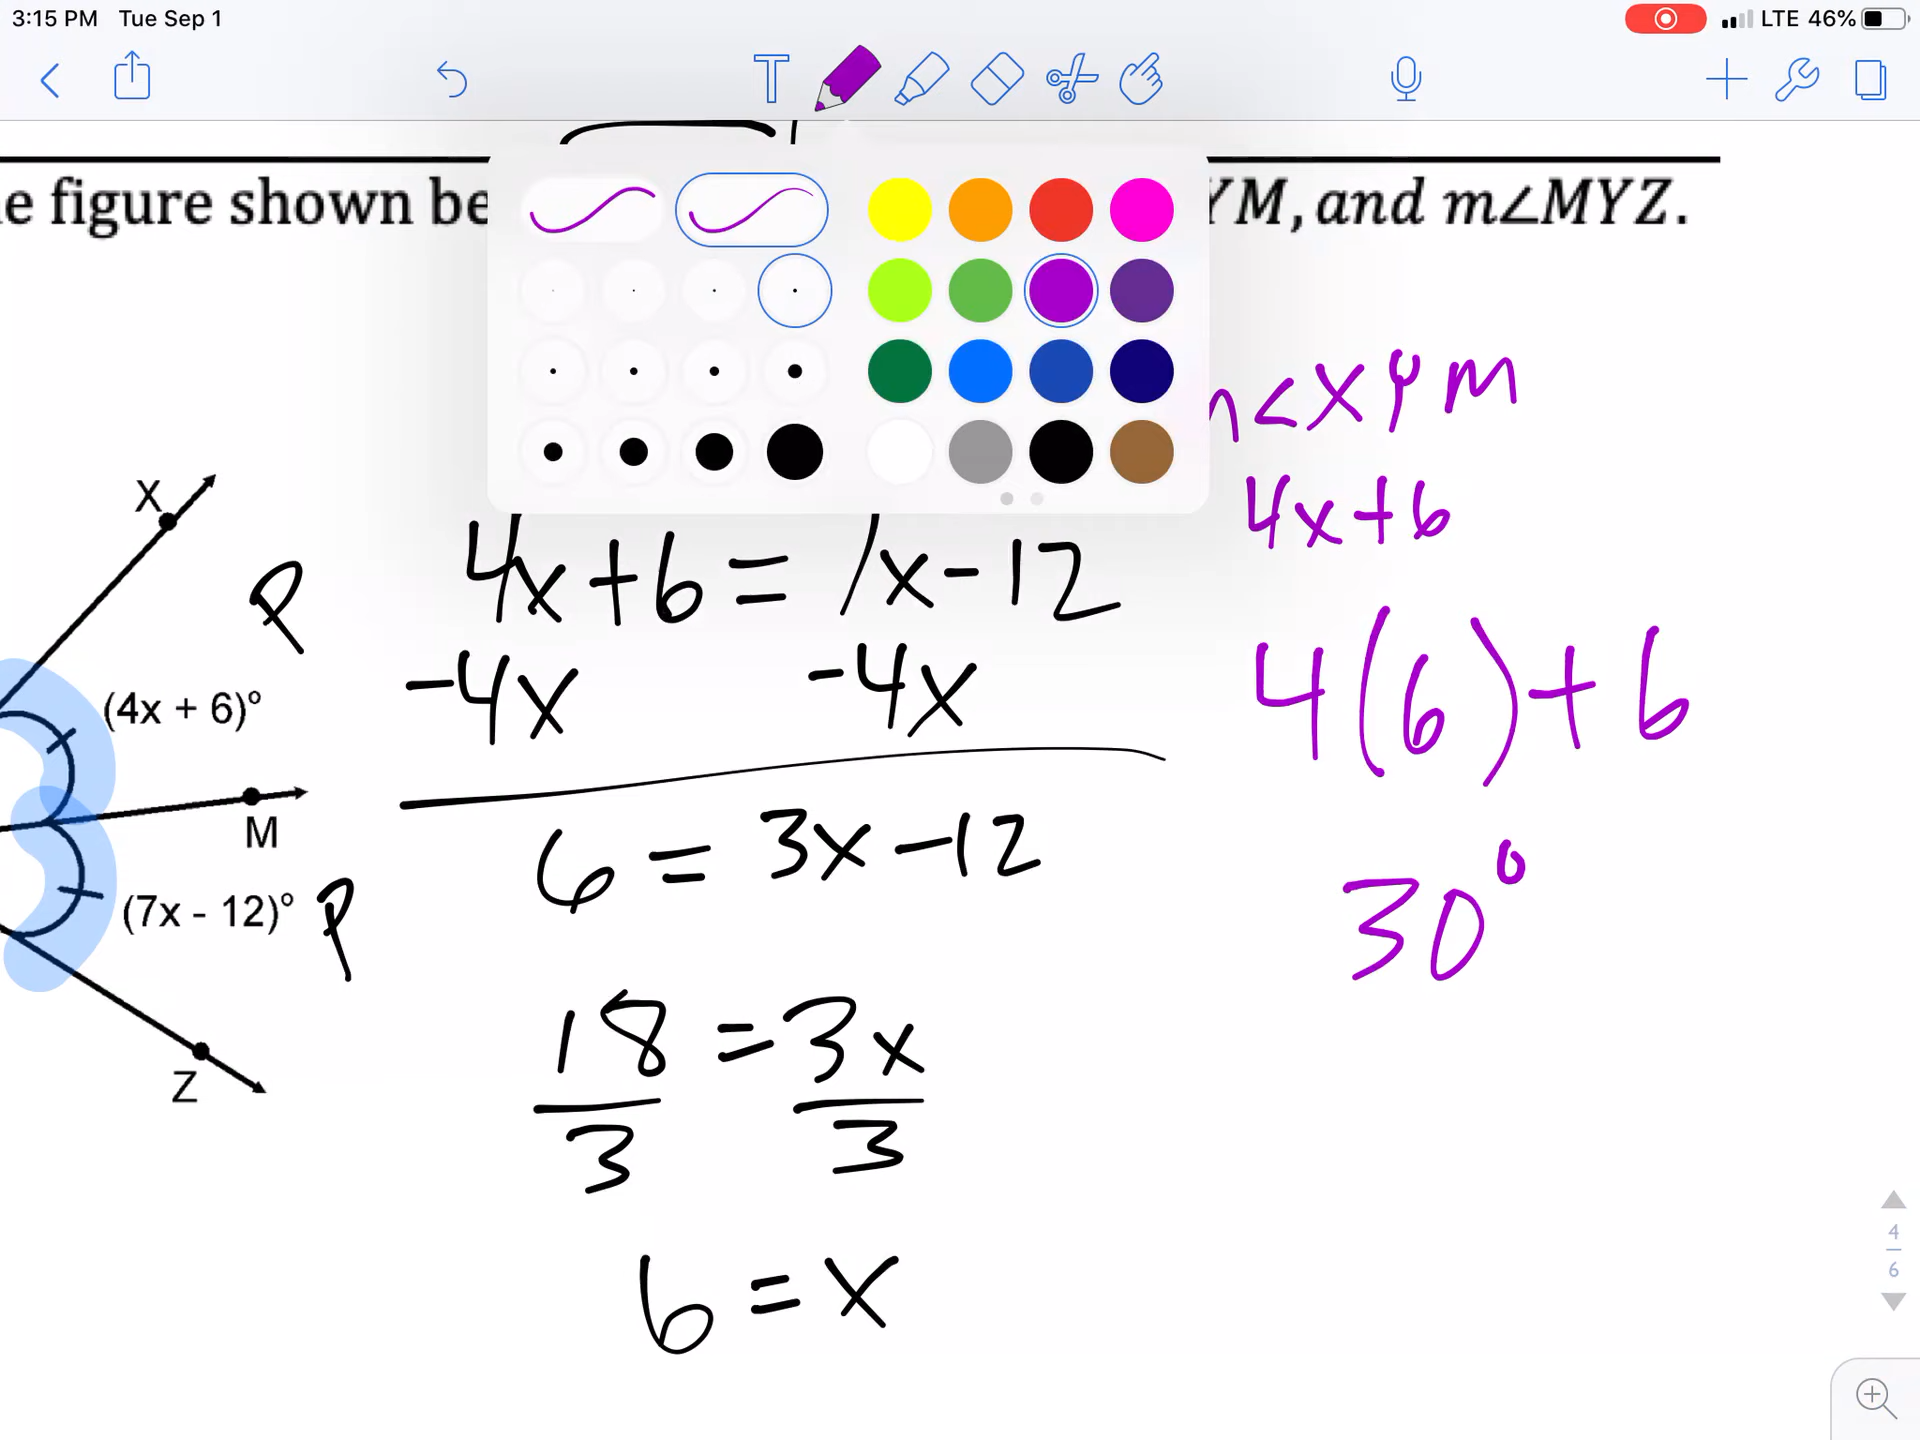 3:15 PM Tue Sep 1
LTE 46%
T
e figure shown be YM, and m∠MYZ.
<XYM
4x+6
X
P
(4x + 6)°
M
(7x - 12)° P
Z
4x+6= 7x-12
-4x -4x
6 = 3x-12
18 = 3x
3 3
6 = x
4(6)+6
30°
4
6